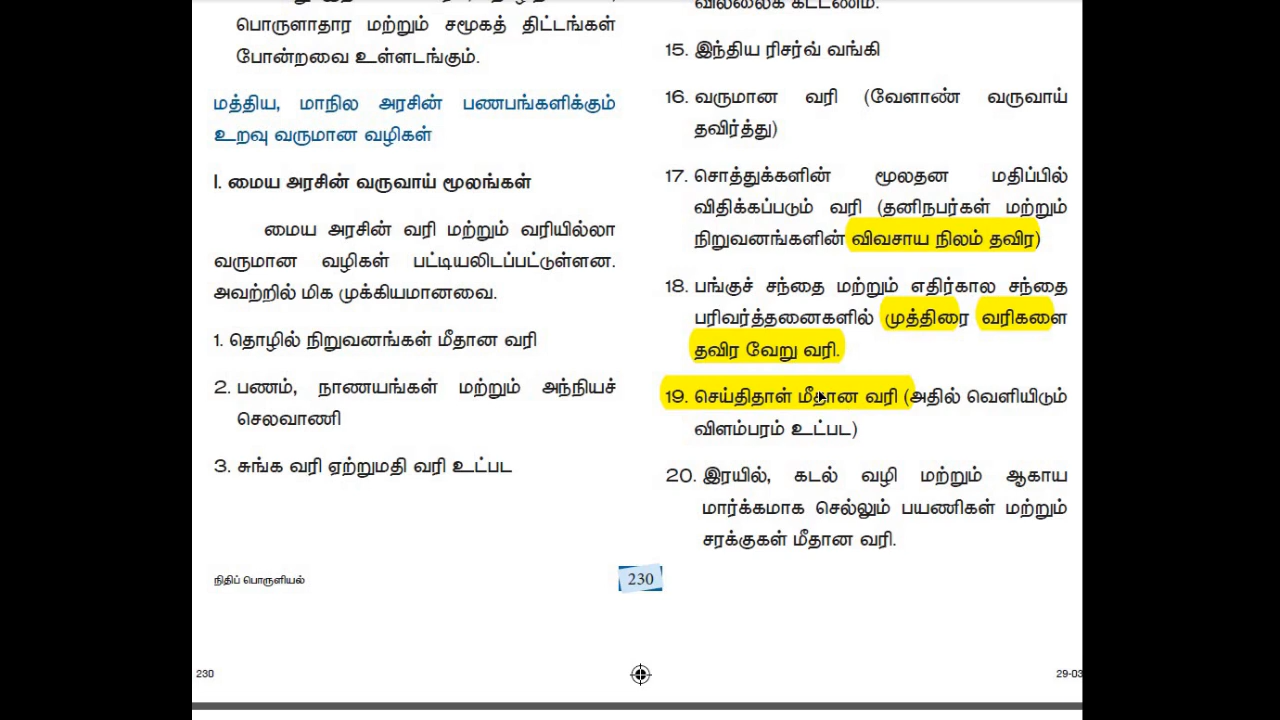 பொருளாதார மற்றும் சமூகத் திட்டங்கள்
போன்றவை உள்ளடங்கும்.
மத்திய, மாநில அரசின் பணபங்களிக்கும்
உறவு வருமான வழிகள்
I. மைய அரசின் வருவாய் மூலங்கள்
மைய அரசின் வரி மற்றும் வரியில்லா
வருமான வழிகள் பட்டியலிடப்பட்டுள்ளன.
அவற்றில் மிக முக்கியமானவை.
1. தொழில் நிறுவனங்கள் மீதான வரி
2. பணம், நாணயங்கள் மற்றும் அந்நியச்
செலவாணி
3. சுங்க வரி ஏற்றுமதி வரி உட்பட
வில்லைக் கட்டணம்.
15. இந்திய ரிசர்வ் வங்கி
16. வருமான வரி (வேளாண் வருவாய்
தவிர்த்து)
17. சொத்துக்களின் மூலதன மதிப்பில்
விதிக்கப்படும் வரி (தனிநபர்கள் மற்றும்
நிறுவனங்களின் விவசாய நிலம் தவிர)
18. பங்குச் சந்தை மற்றும் எதிர்கால சந்தை
பரிவர்த்தனைகளில் முத்திரை வரிகளை
தவிர வேறு வரி.
19. செய்திதாள் மீதான வரி (அதில் வெளியிடும்
விளம்பரம் உட்பட)
20. இரயில், கடல் வழி மற்றும் ஆகாய
மார்க்கமாக செல்லும் பயணிகள் மற்றும்
சரக்குகள் மீதான வரி.
நிதிப் பொருளியல்
230
230
29-03